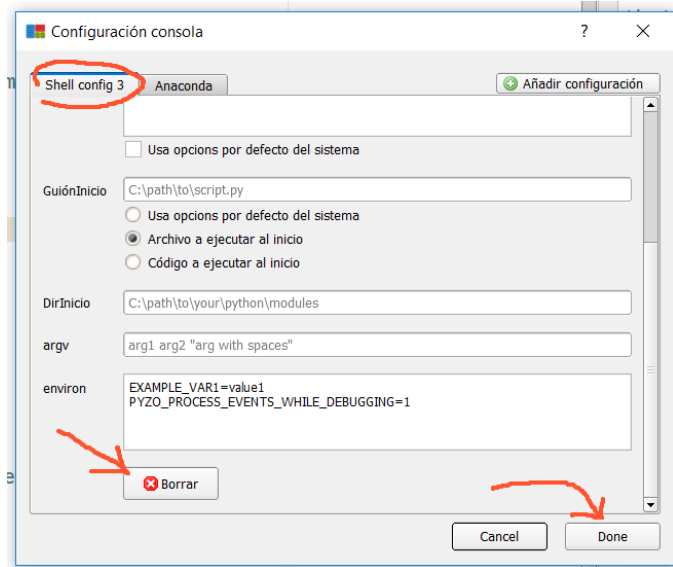 Configuración consola
?
Shell config 3
Anaconda
Añadir configuración
Usa opcions por defecto del sistema
GuiónInicio
C:\path\to\script.py
Usa opcions por defecto del sistema
Archivo a ejecutar al inicio
Código a ejecutar al inicio
DirInicio
C:\path\to\your\python\modules
argv
arg1 arg2 "arg with spaces"
environ
EXAMPLE_VAR1=value1
PYZO_PROCESS_EVENTS_WHILE_DEBUGGING=1
Borrar
Cancel
Done